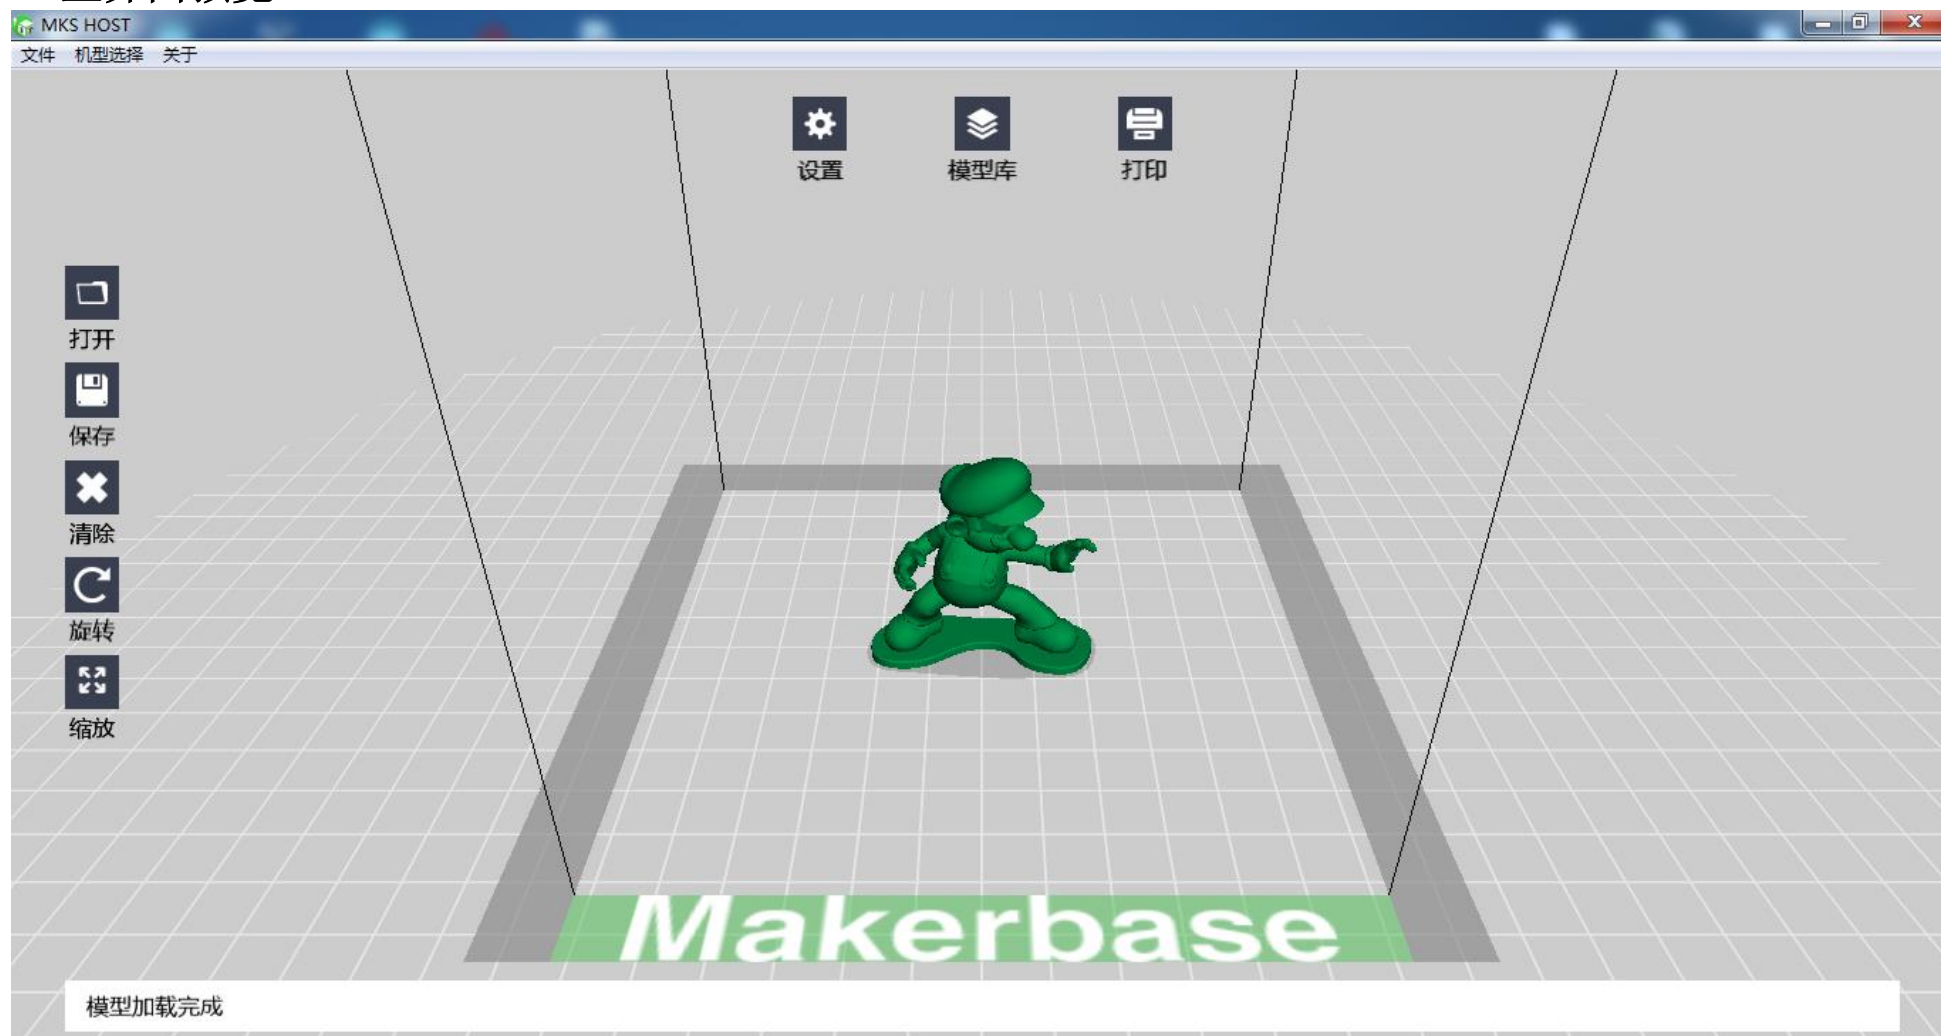 MKS HOST
文件 机型选择 关于
设置 模型库 打印
打开
保存
清除
旋转
缩放
Makerbase
模型加载完成